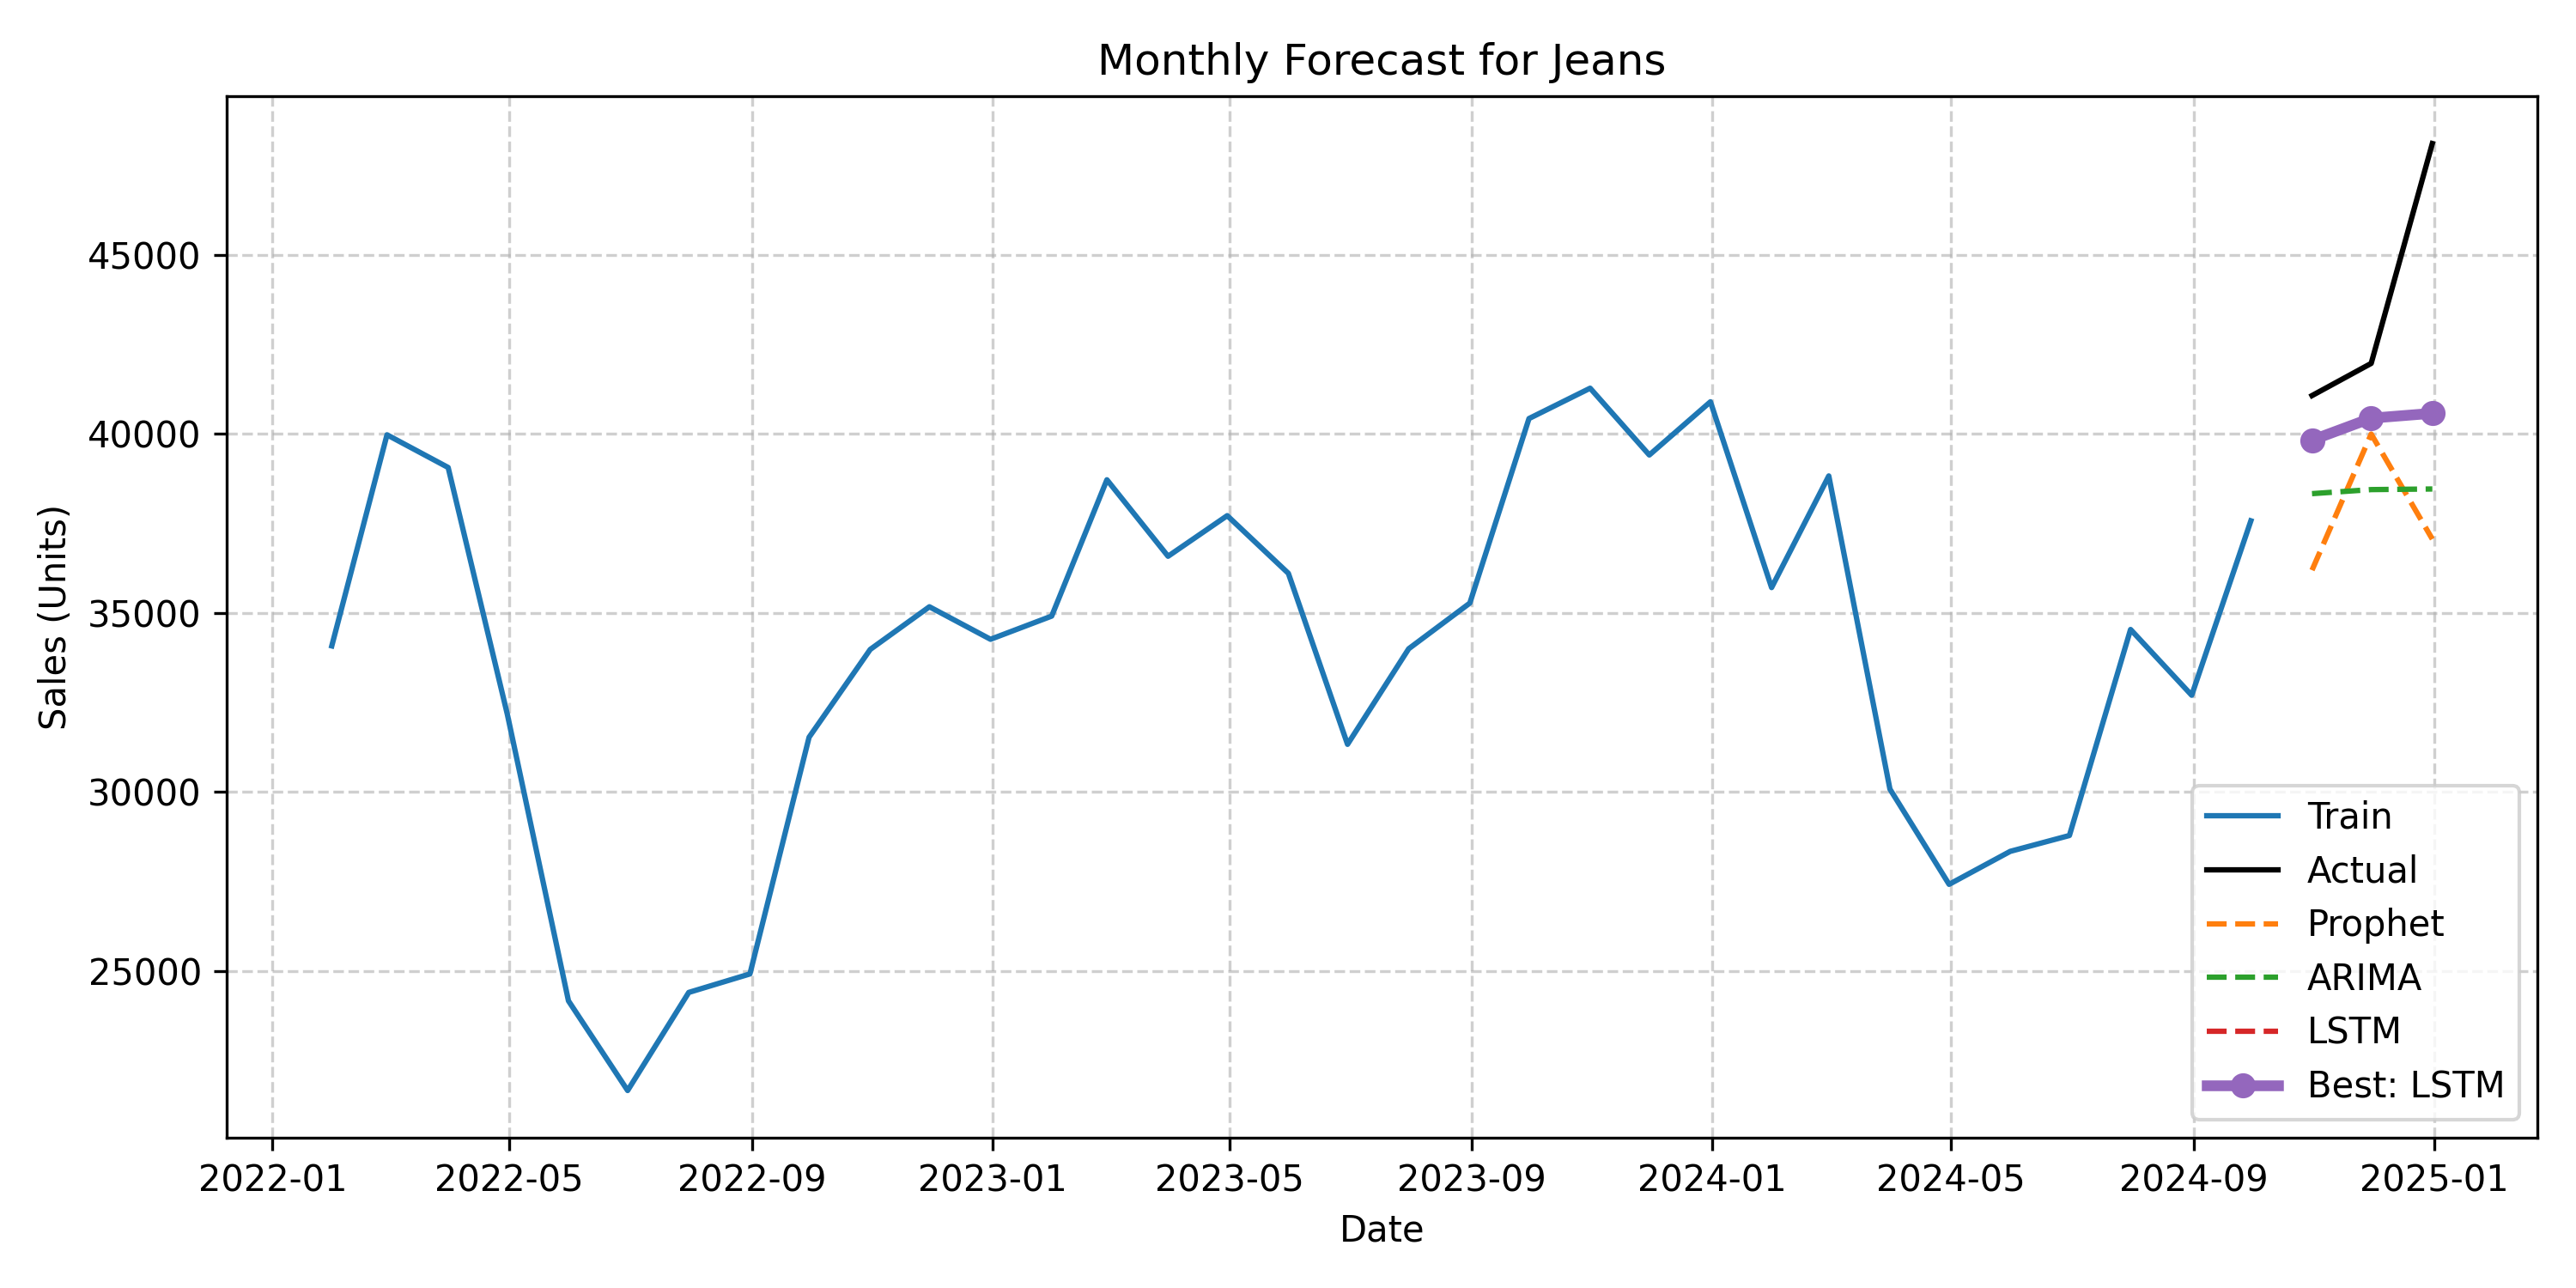 Monthly Forecast for Jeans
Sales (Units)
45000
40000
35000
30000
25000
2022-01
2022-05
2022-09
2023-01
2023-05
2023-09
2024-01
2024-05
2024-09
2025-01
Date
Train
Actual
Prophet
ARIMA
LSTM
Best: LSTM